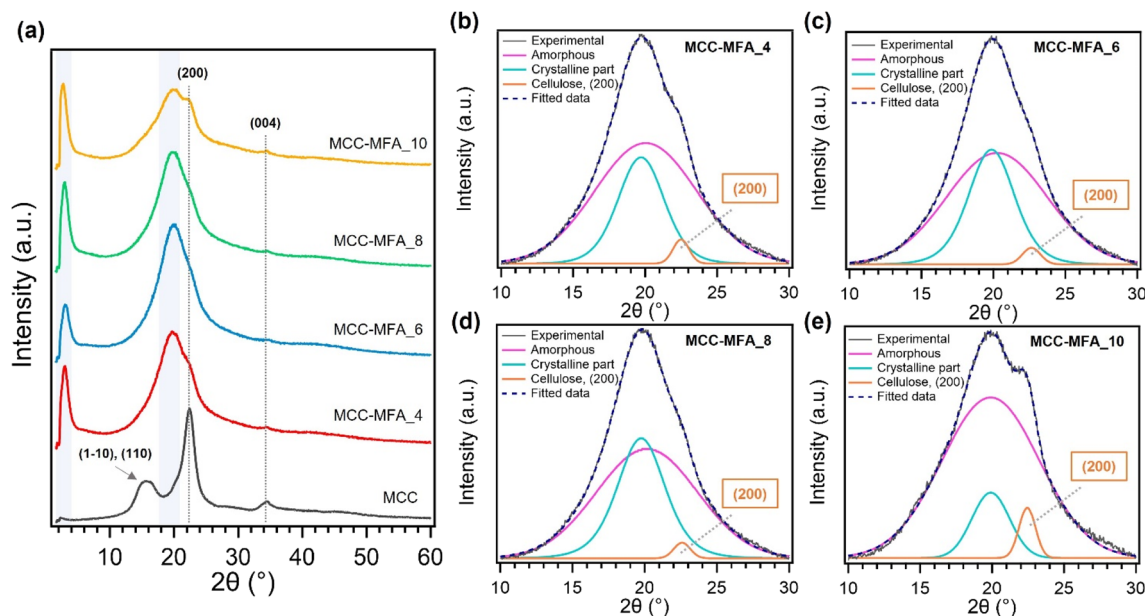 (a)
Intensity (a.u.)
(200)
(004)
MCC-MFA_10
MCC-MFA_8
MCC-MFA_6
MCC-MFA_4
(1-10), (110)
MCC
10 20 30 40 50 60
2θ (°)
(b)
Intensity (a.u.)
Experimental
Amorphous
Crystalline part
Cellulose, (200)
Fitted data
MCC-MFA_4
(200)
10 15 20 25 30
2θ (°)
(c)
Intensity (a.u.)
Experimental
Amorphous
Crystalline part
Cellulose, (200)
Fitted data
MCC-MFA_6
(200)
10 15 20 25 30
2θ (°)
(d)
Intensity (a.u.)
Experimental
Amorphous
Crystalline part
Cellulose, (200)
Fitted data
MCC-MFA_8
(200)
10 15 20 25 30
2θ (°)
(e)
Intensity (a.u.)
Experimental
Amorphous
Crystalline part
Cellulose, (200)
Fitted data
MCC-MFA_10
(200)
10 15 20 25 30
2θ (°)